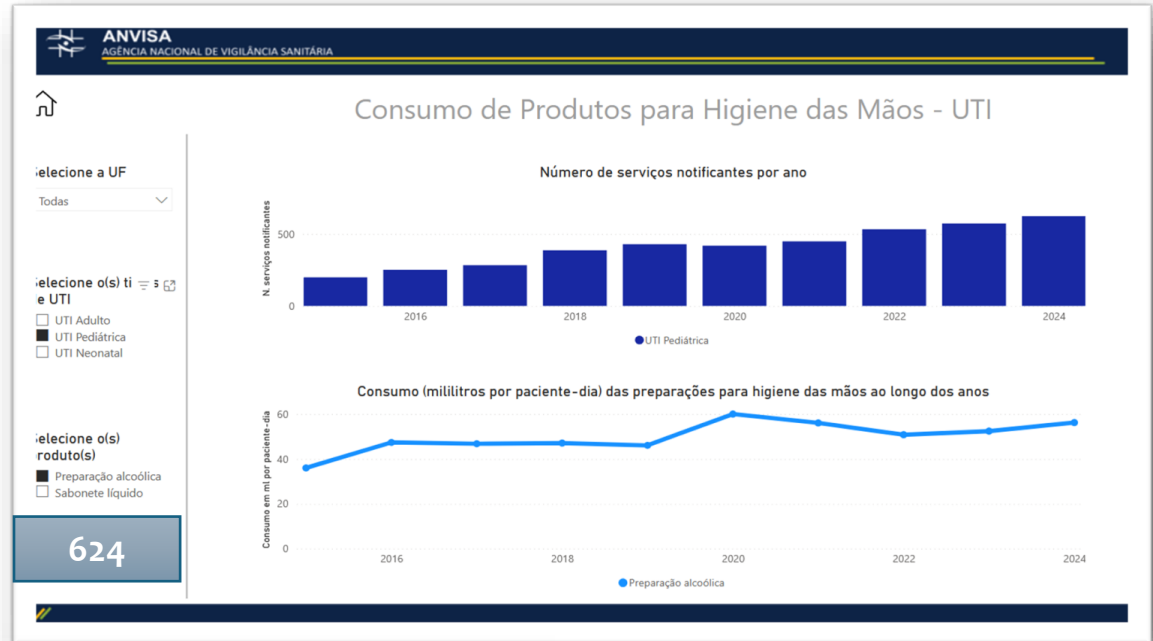 ANVISA
AGÊNCIA NACIONAL DE VIGILÂNCIA SANITÁRIA
Consumo de Produtos para Higiene das Mãos - UTI
Selecione a UF
Todas
Selecione o(s) ti s
e UTI
UTI Adulto
UTI Pediátrica
UTI Neonatal
Selecione o(s)
produto(s)
Preparação alcoólica
Sabonete líquido
624
Número de serviços notificantes por ano
N. serviços notificantes
500
0
2016 2018 2020 2022 2024
UTI Pediátrica
Consumo (mililitros por paciente-dia) das preparações para higiene das mãos ao longo dos anos
Consumo em ml por paciente-dia
60
40
20
0
2016 2018 2020 2022 2024
Preparação alcoólica